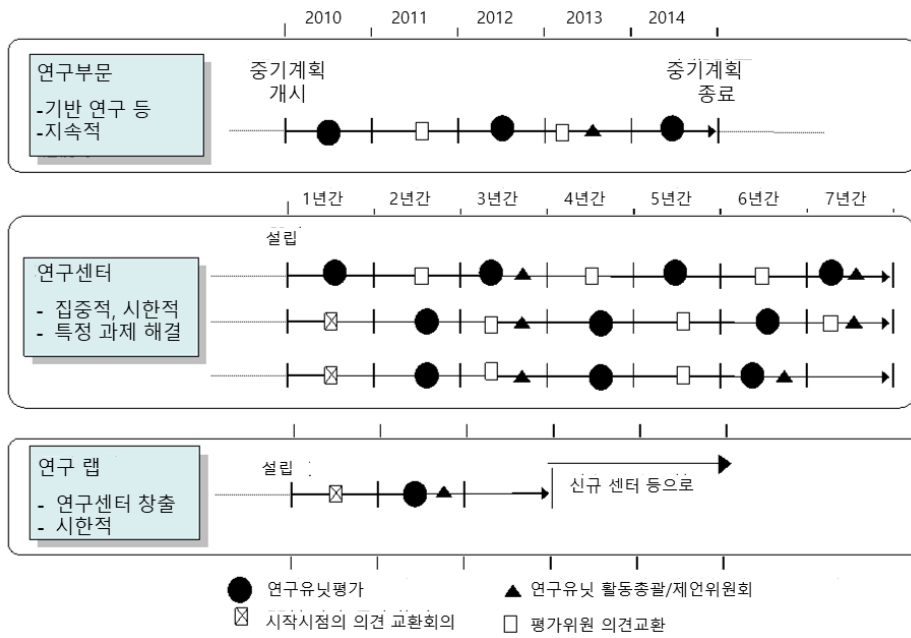 2010 2011 2012 2013 2014
연구부문
-기반 연구 등
-지속적
중기계획
개시
중기계획
종료
1년간 2년간 3년간 4년간 5년간 6년간 7년간
설립
연구센터
- 집중적, 시한적
- 특정 과제 해결
연구 랩
- 연구센터 창출
- 시한적
설립
신규 센터 등으로
연구유닛평가
연구유닛 활동총괄/제언위원회
시작시점의 의견 교환회의
평가위원 의견교환